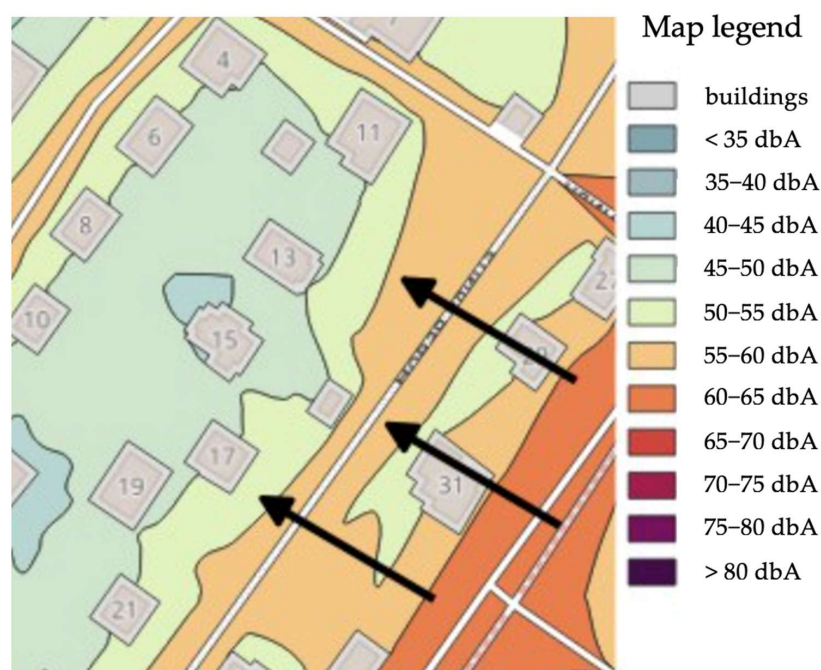 Map legend
buildings
< 35 dbA
35–40 dbA
40–45 dbA
45–50 dbA
50–55 dbA
55–60 dbA
60–65 dbA
65–70 dbA
70–75 dbA
75–80 dbA
> 80 dbA
4
6
11
8
13
10
15
17
19
31
21